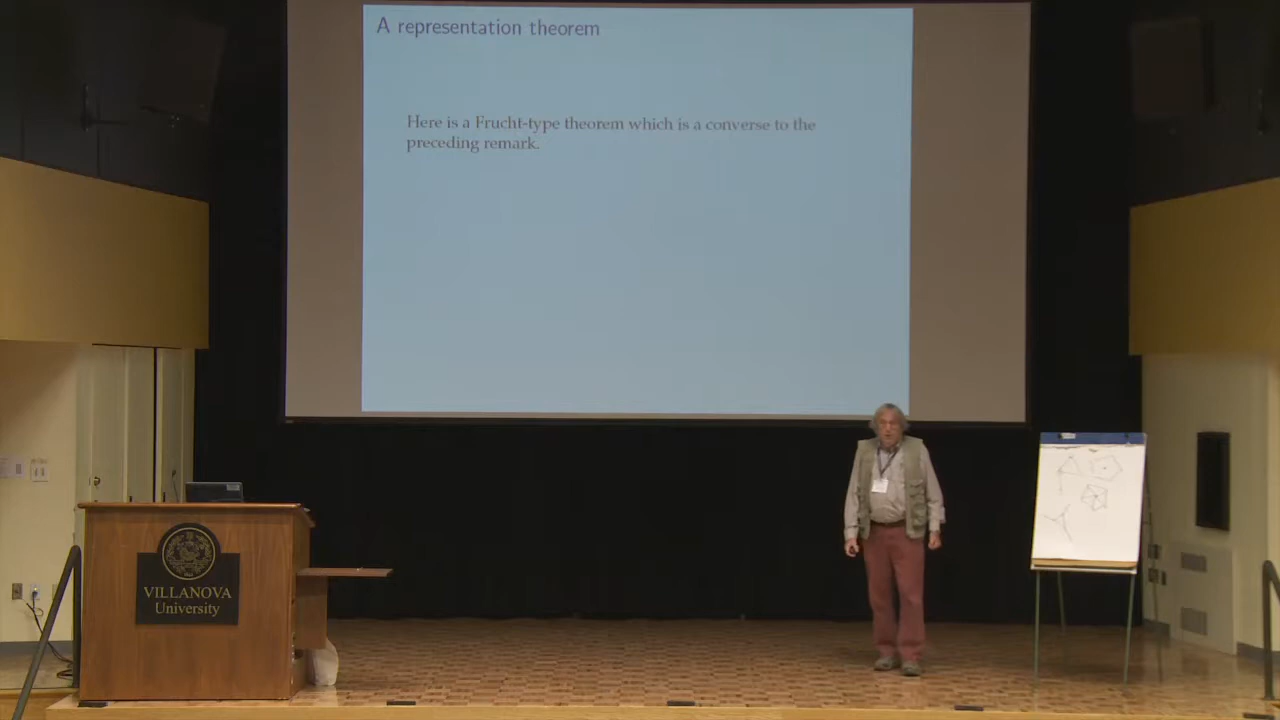 A representation theorem
Here is a Frucht-type theorem which is a converse to the
preceding remark.
VILLANOVA
University